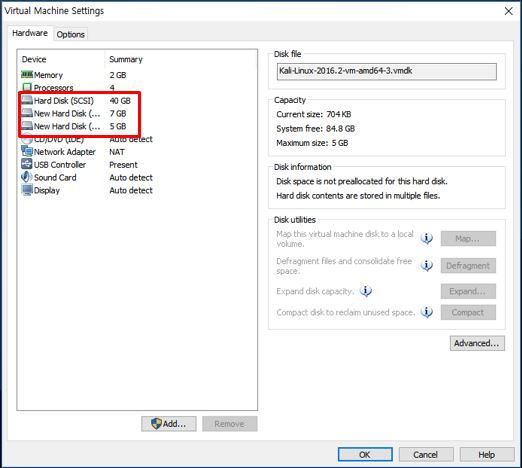 Virtual Machine Settings
Hardware Options
Device Summary
Memory 2 GB
Processors 4
Hard Disk (SCSI) 40 GB
New Hard Disk (... 7 GB
New Hard Disk (... 5 GB
CD/DVD (IDE) Auto detect
Network Adapter NAT
USB Controller Present
Sound Card Auto detect
Display Auto detect
Add... Remove
Disk file
Kali-Linux-2016.2-vm-amd64-3.vmdk
Capacity
Current size: 704 KB
System free: 84.8 GB
Maximum size: 5 GB
Disk information
Disk space is not preallocated for this hard disk.
Hard disk contents are stored in multiple files.
Disk utilities
Map this virtual machine disk to a local
volume.
Map...
Defragment files and consolidate free
space.
Defragment
Expand disk capacity.
Expand...
Compact disk to reclaim unused space.
Compact
Advanced...
OK Cancel Help